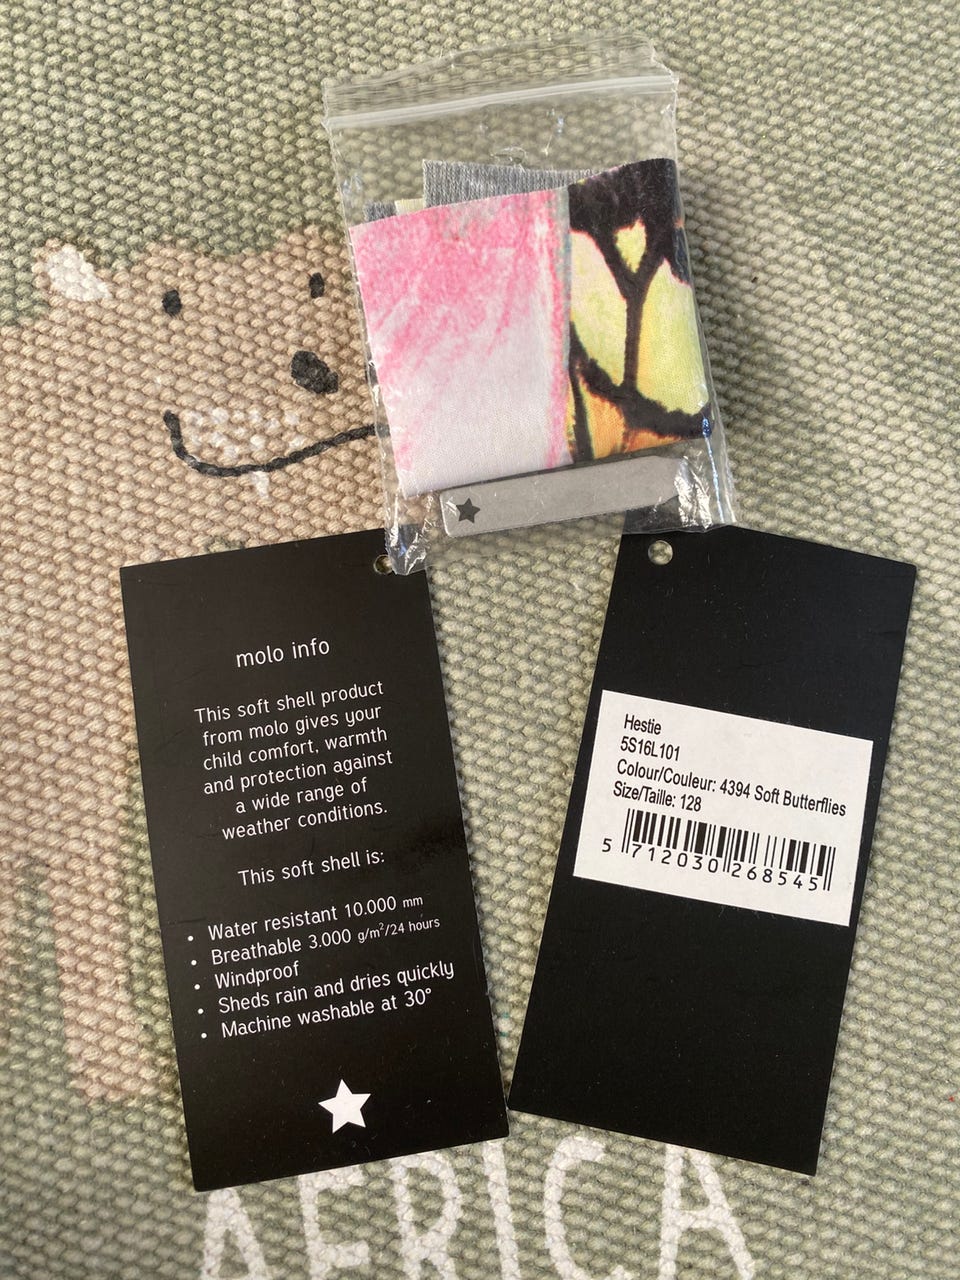 molo info
This soft shell product
from molo gives your
child comfort, warmth
and protection against
a wide range of
weather conditions.
This soft shell is:
• Water resistant 10.000 mm
• Breathable 3.000 g/m²/24 hours
• Windproof
• Sheds rain and dries quickly
• Machine washable at 30°
Hestie
5S16L101
Colour/Couleur: 4394 Soft Butterflies
Size/Taille: 128
5 712030 268545
AFRICA